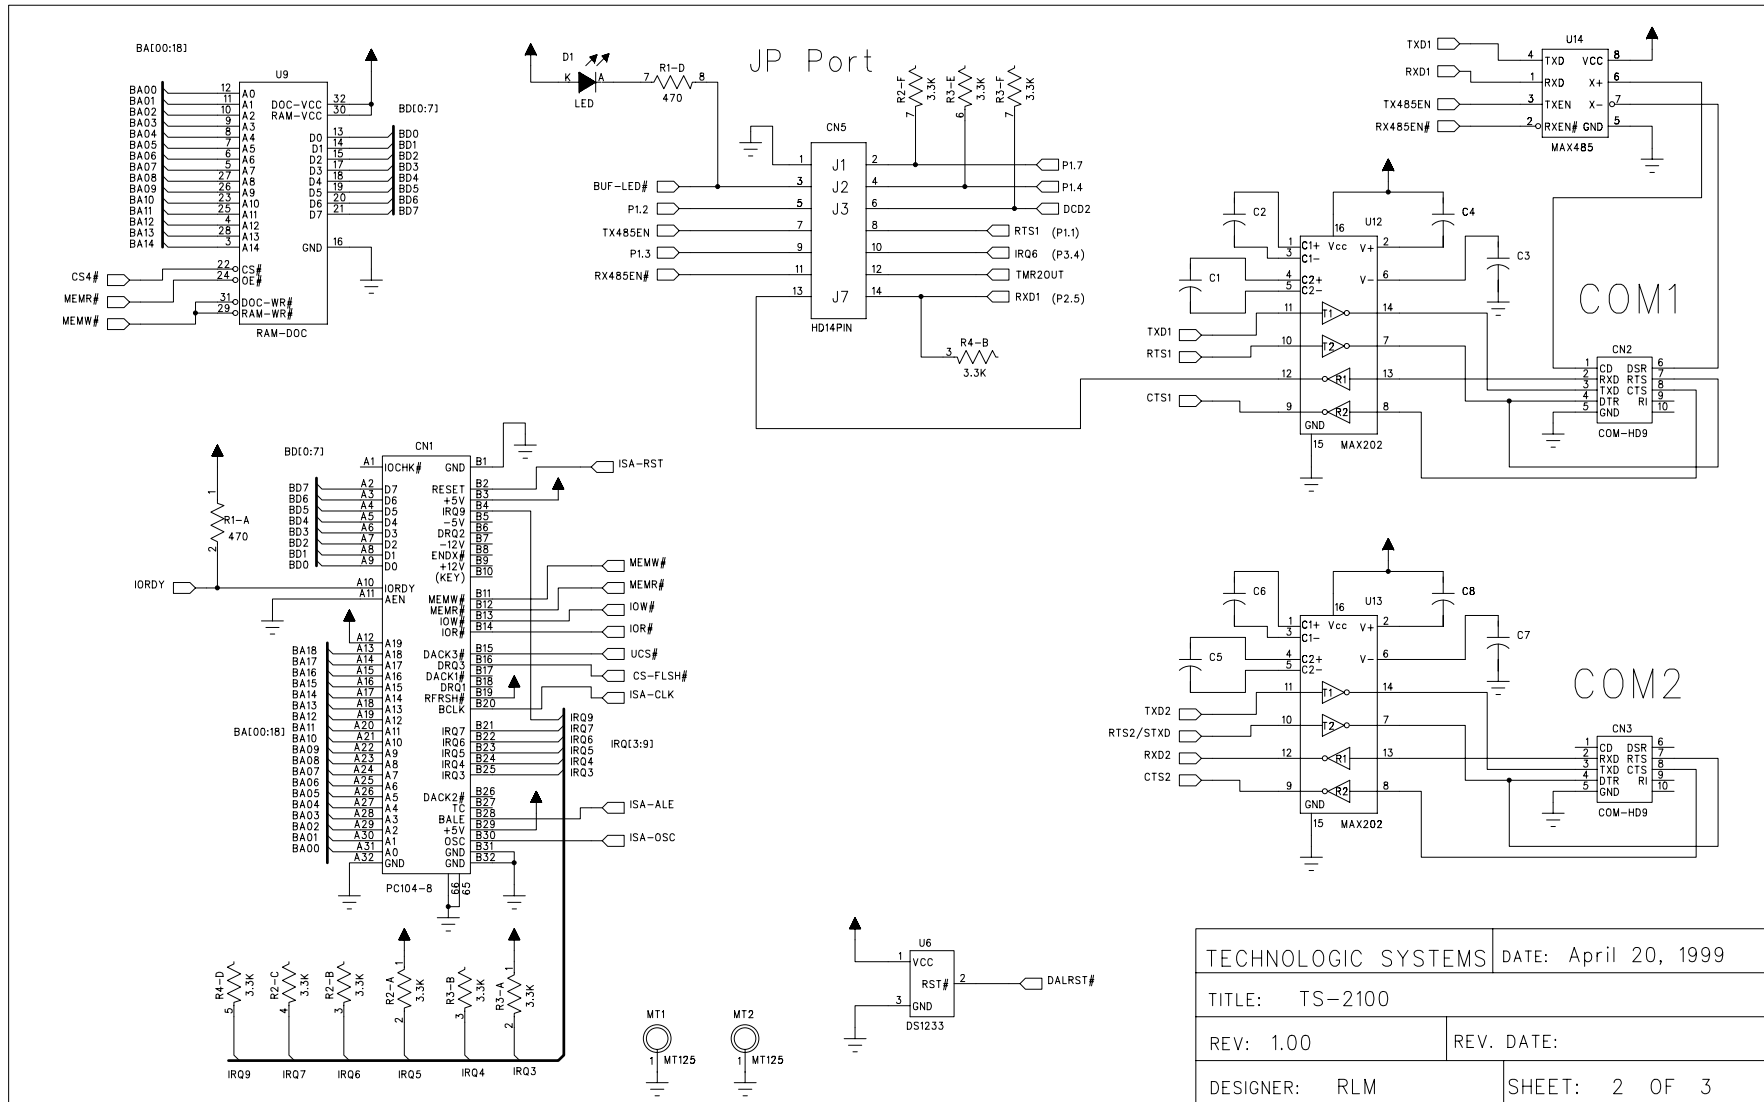 BA[00:18]
U9
BA00 12 A0
BA01 11 A1
BA02 10 A2
BA03 9 A3
BA04 8 A4
BA05 7 A5
BA06 6 A6
BA07 5 A7
BA08 27 A8
BA09 26 A9
BA10 23 A10
BA11 25 A11
BA12 4 A12
BA13 28 A13
BA14 3 A14
DOC-VCC 32
RAM-VCC 30
BD[0:7]
D0 13 BD0
D1 14 BD1
D2 15 BD2
D3 17 BD3
D4 18 BD4
D5 19 BD5
D6 20 BD6
D7 21 BD7
GND 16
CS4# 22 CS#
MEMR# 24 OE#
31 DOC-WR#
MEMW# 29 RAM-WR#
RAM-DOC
JP Port
D1
K A
LED
7 R1-D 8
470
R2-F 3.3K 7
R3-E 3.3K 6
R3-F 3.3K 7
CN5
1 J1 2 P1.7
BUF-LED# 3 J2 4 P1.4
P1.2 5 J3 6 DCD2
TX485EN 7 8 RTS1 (P1.1)
P1.3 9 10 IRQ6 (P3.4)
RX485EN# 11 12 TMR2OUT
13 J7 14 RXD1 (P2.5)
HD14PIN
R4-B
3
3.3K
U14
TXD1 4 TXD VCC 8
RXD1 1 RXD X+ 6
TX485EN 3 TXEN X- 7
RX485EN# 2 RXEN# GND 5
MAX485
C2
C4
U12
16
1 C1+ Vcc V+ 2
3 C1-
C1
C3
4 C2+ V- 6
5 C2-
COM1
TXD1 11 T1 14
RTS1 10 T2 7
12 R1 13
CTS1 9 R2 8
GND
15 MAX202
CN2
1 CD DSR 6
2 RXD RTS 7
3 TXD CTS 8
4 DTR RI 9
5 GND 10
COM-HD9
BD[0:7]
CN1
A1 IOCHK# GND B1
ISA-RST
BD7 A2 D7 RESET B2
BD6 A3 D6 +5V B3
BD5 A4 D5 IRQ9 B4
BD4 A5 D4 -5V B5
BD3 A6 D3 DRQ2 B6
BD2 A7 D2 -12V B7
BD1 A8 D1 ENDX# B8
BD0 A9 D0 +12V B9
(KEY) B10
1
R1-A
470
2
IORDY A10 IORDY
A11 AEN
MEMW# B11 MEMW#
MEMR# B12 MEMR#
IOW# B13 IOW#
IOR# B14 IOR#
A12 A19
BA18 A13 A18 DACK3# B15 UCS#
BA17 A14 A17 DRQ3 B16 CS-FLSH#
BA16 A15 A16 DACK1# B17
BA15 A16 A15 DRQ1 B18
BA14 A17 A14 RFRSH# B19
BA13 A18 A13 BCLK B20 ISA-CLK
BA12 A19 A12
IRQ9
BA[00:18]
BA11 A20 A11 IRQ7 B21 IRQ7
BA10 A21 A10 IRQ6 B22 IRQ6
BA09 A22 A9 IRQ5 B23 IRQ5
BA08 A23 A8 IRQ4 B24 IRQ4
BA07 A24 A7 IRQ3 B25 IRQ3
IRQ[3:9]
BA06 A25 A6
BA05 A26 A5 DACK2# B26
BA04 A27 A4 TC B27
BA03 A28 A3 BALE B28 ISA-ALE
BA02 A29 A2 +5V B29
BA01 A30 A1 OSC B30 ISA-OSC
BA00 A31 A0 GND B31
A32 GND GND B32
PC104-8 66 65
R4-D 3.3K 5
R2-C 3.3K 4
R2-B 3.3K 3
R2-A 3.3K 1 2
R3-B 3.3K 3
R3-A 3.3K 1 2
IRQ9 IRQ7 IRQ6 IRQ5 IRQ4 IRQ3
MT1
1 MT125
MT2
1 MT125
U6
1 VCC
RST# 2 DALRST#
3 GND
DS1233
C6
C8
U13
16
1 C1+ Vcc V+ 2
3 C1-
C5
C7
4 C2+ V- 6
5 C2-
COM2
TXD2 11 T1 14
RTS2/STXD 10 T2 7
RXD2 12 R1 13
CTS2 9 R2 8
GND
15 MAX202
CN3
1 CD DSR 6
2 RXD RTS 7
3 TXD CTS 8
4 DTR RI 9
5 GND 10
COM-HD9
TECHNOLOGIC SYSTEMS DATE: April 20, 1999
TITLE: TS-2100
REV: 1.00 REV. DATE:
DESIGNER: RLM SHEET: 2 OF 3